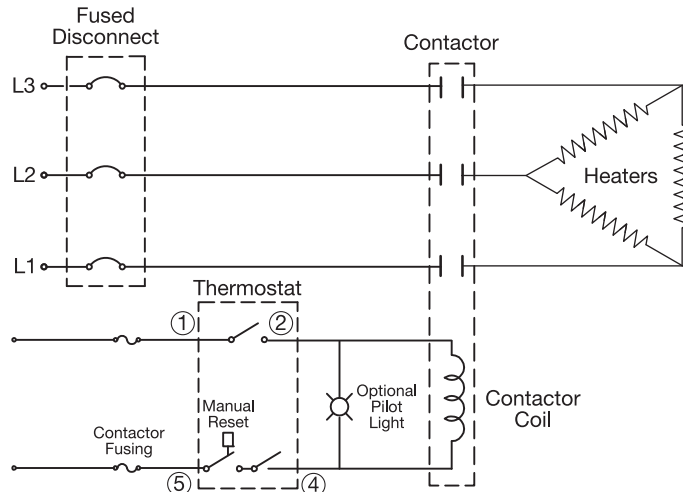 Fused
Disconnect
Contactor
L3
L2
Heaters
L1
Thermostat
① ②
Manual
Reset
Optional
Pilot
Light
Contactor
Coil
Contactor
Fusing
⑤ ④